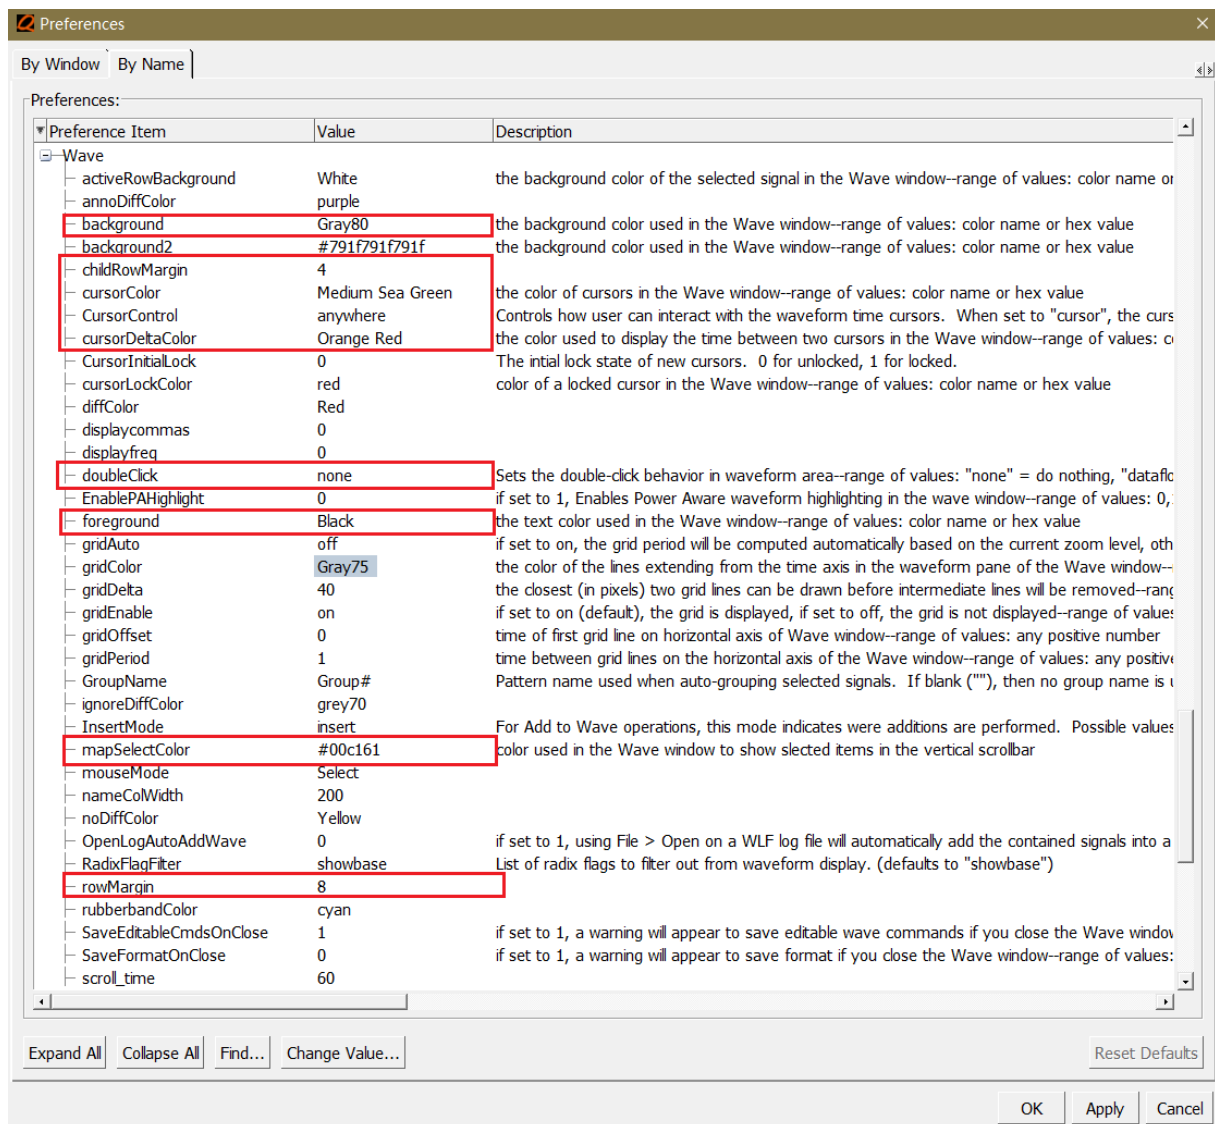 Preferences
By Window By Name
Preferences:
Preference Item Value Description
Wave
activeRowBackground White the background color of the selected signal in the Wave window--range of values: color name or
annoDiffColor purple
background Gray80 the background color used in the Wave window--range of values: color name or hex value
background2 #791f791f791f the background color used in the Wave window--range of values: color name or hex value
childRowMargin 4
cursorColor Medium Sea Green the color of cursors in the Wave window--range of values: color name or hex value
CursorControl anywhere Controls how user can interact with the waveform time cursors. When set to "cursor", the curs
cursorDeltaColor Orange Red the color used to display the time between two cursors in the Wave window--range of values: c
CursorInitialLock 0 The intial lock state of new cursors. 0 for unlocked, 1 for locked.
cursorLockColor red color of a locked cursor in the Wave window--range of values: color name or hex value
diffColor Red
displaycommas 0
displayfreq 0
doubleClick none Sets the double-click behavior in waveform area--range of values: "none" = do nothing, "dataflo
EnablePAHighlight 0 if set to 1, Enables Power Aware waveform highlighting in the wave window--range of values: 0,
foreground Black the text color used in the Wave window--range of values: color name or hex value
gridAuto off if set to on, the grid period will be computed automatically based on the current zoom level, oth
gridColor Gray75 the color of the lines extending from the time axis in the waveform pane of the Wave window--
gridDelta 40 the closest (in pixels) two grid lines can be drawn before intermediate lines will be removed--rang
gridEnable on if set to on (default), the grid is displayed, if set to off, the grid is not displayed--range of values
gridOffset 0 time of first grid line on horizontal axis of Wave window--range of values: any positive number
gridPeriod 1 time between grid lines on the horizontal axis of the Wave window--range of values: any positive
GroupName Group# Pattern name used when auto-grouping selected signals. If blank (""), then no group name is
ignoreDiffColor grey70
InsertMode insert For Add to Wave operations, this mode indicates were additions are performed. Possible values
mapSelectColor #00c161 color used in the Wave window to show slected items in the vertical scrollbar
mouseMode Select
nameColWidth 200
noDiffColor Yellow
OpenLogAutoAddWave 0 if set to 1, using File > Open on a WLF log file will automatically add the contained signals into a
RadixFlagFilter showbase List of radix flags to filter out from waveform display. (defaults to "showbase")
rowMargin 8
rubberbandColor cyan
SaveEditableCmdsOnClose 1 if set to 1, a warning will appear to save editable wave commands if you close the Wave window
SaveFormatOnClose 0 if set to 1, a warning will appear to save format if you close the Wave window--range of values:
scroll_time 60
Expand All Collapse All Find... Change Value... Reset Defaults
OK Apply Cancel